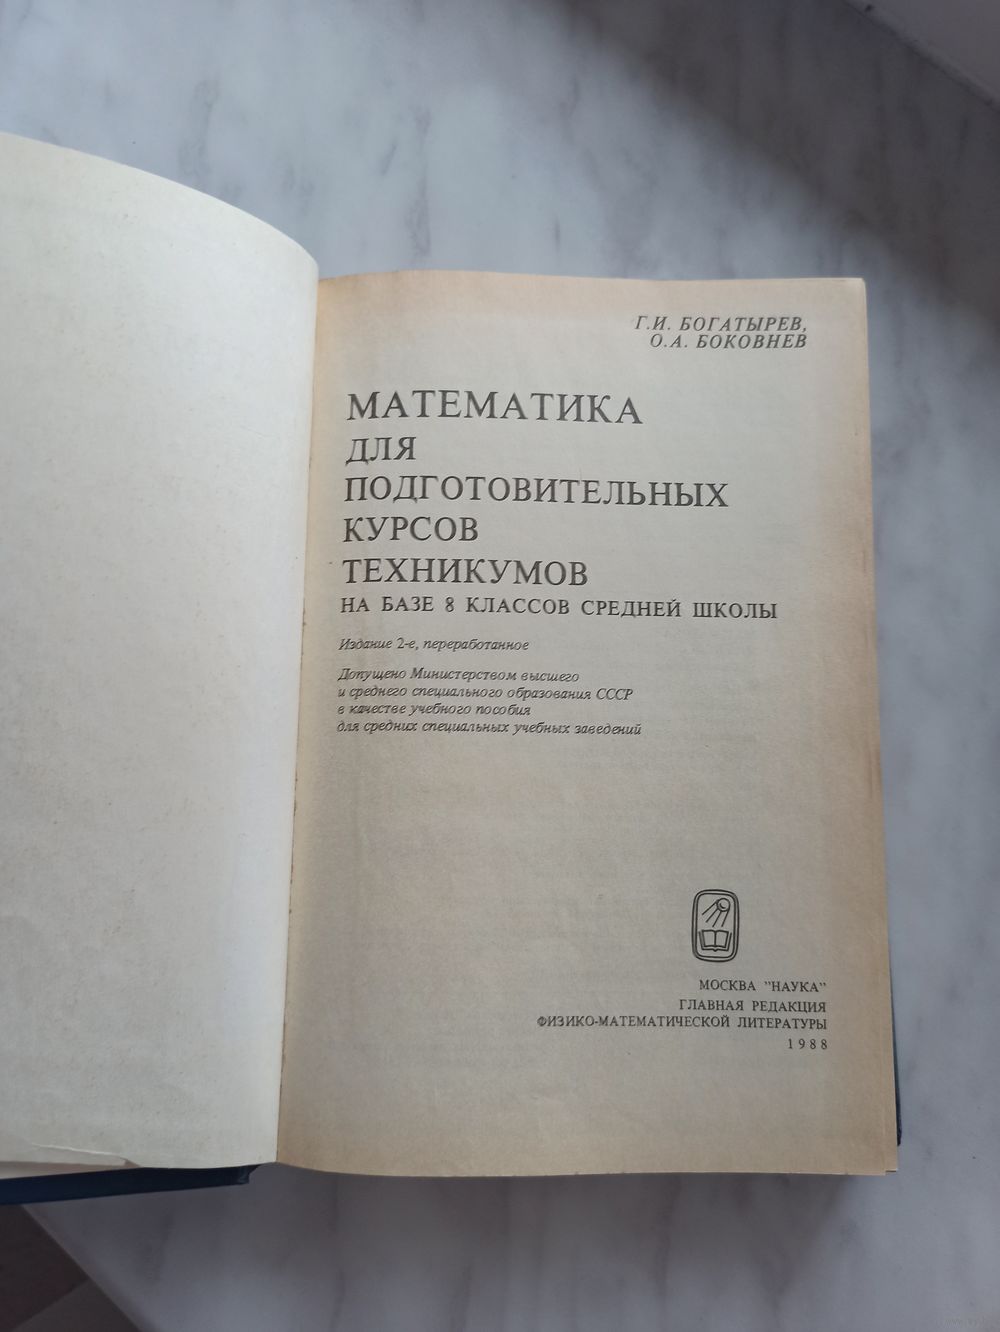 Г.И. БОГАТЫРЕВ,
О.А. БОКОВНЕВ
МАТЕМАТИКА
ДЛЯ
ПОДГОТОВИТЕЛЬНЫХ
КУРСОВ
ТЕХНИКУМОВ
НА БАЗЕ 8 КЛАССОВ СРЕДНЕЙ ШКОЛЫ
Издание 2-е, переработанное
Допущено Министерством высшего
и среднего специального образования СССР
в качестве учебного пособия
для средних специальных учебных заведений
МОСКВА "НАУКА"
ГЛАВНАЯ РЕДАКЦИЯ
ФИЗИКО-МАТЕМАТИЧЕСКОЙ ЛИТЕРАТУРЫ
1988